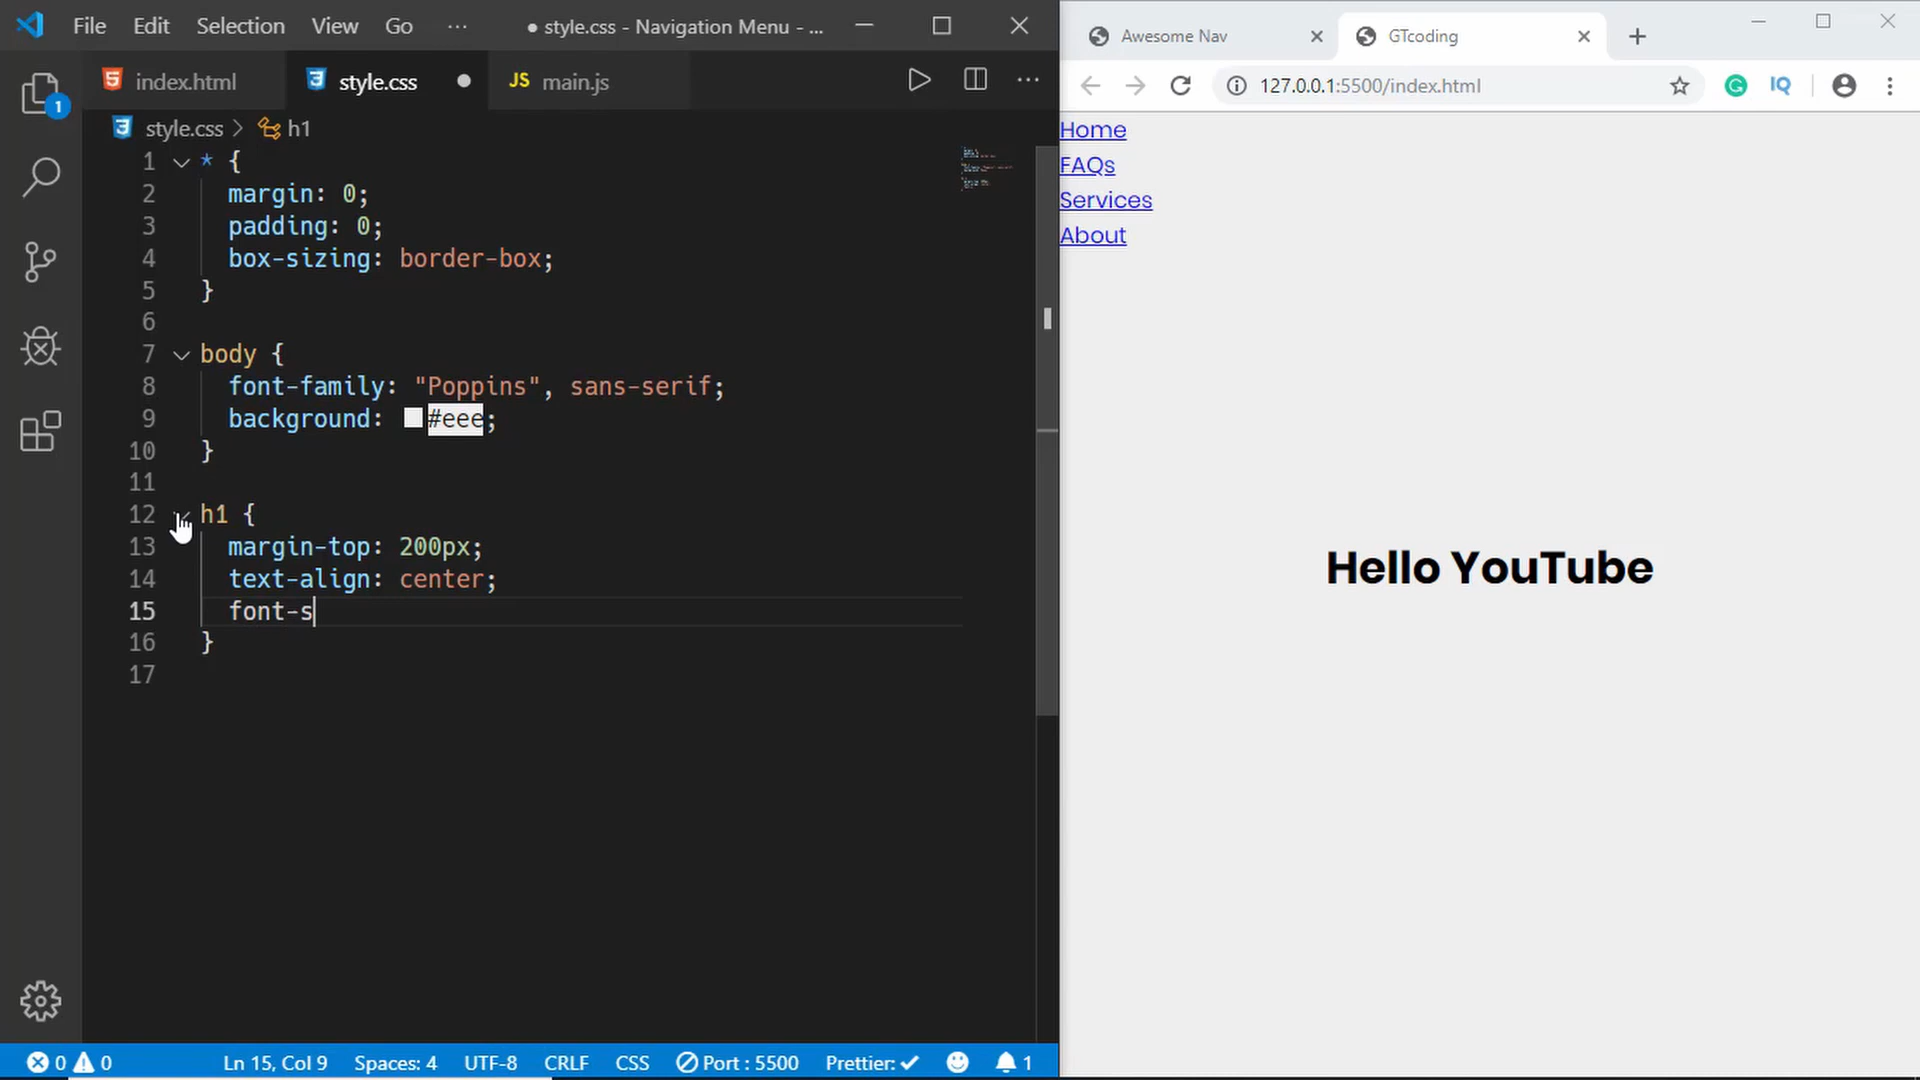 File Edit Selection View Go ··· ● style.css - Navigation Menu - ...
index.html style.css ● JS main.js ···
style.css > h1
1 * {
2 margin: 0;
3 padding: 0;
4 box-sizing: border-box;
5 }
6
7 body {
8 font-family: "Poppins", sans-serif;
9 background: #eee;
10 }
11
12 h1 {
13 margin-top: 200px;
14 text-align: center;
15 font-s
16 }
17
1
0 0 Ln 15, Col 9 Spaces: 4 UTF-8 CRLF CSS Port : 5500 Prettier: ✓ 1
Awesome Nav GTcoding
127.0.0.1:5500/index.html IQ
Home
FAQs
Services
About
Hello YouTube